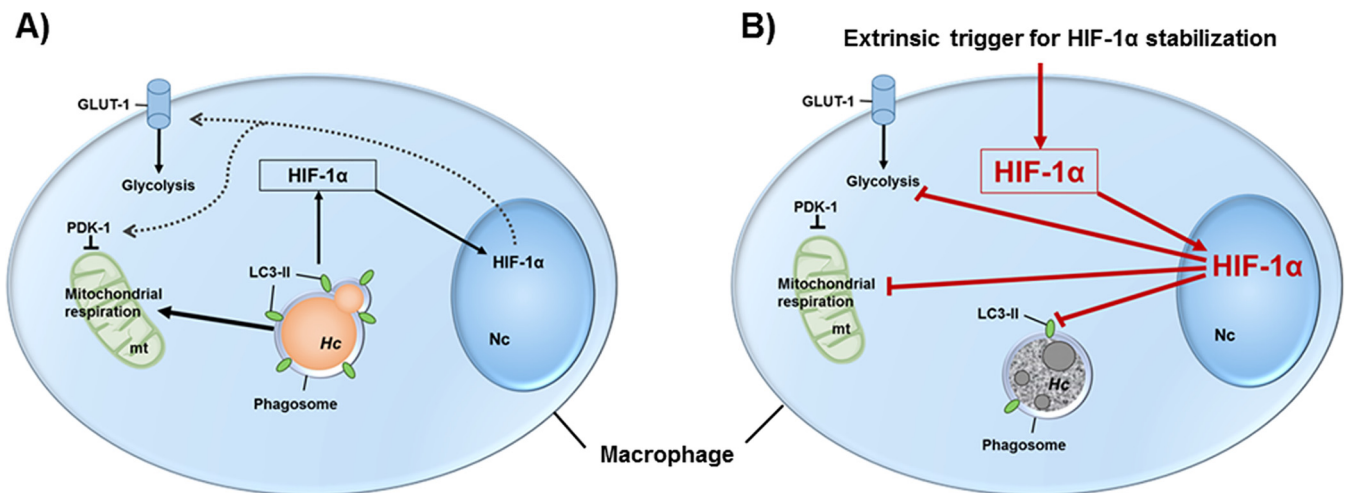 A)
GLUT-1
Glycolysis
HIF-1α
PDK-1
HIF-1α
LC3-II
Mitochondrial
respiration
Hc
mt
Nc
Phagosome
Macrophage
B)
Extrinsic trigger for HIF-1α stabilization
GLUT-1
HIF-1α
Glycolysis
PDK-1
HIF-1α
Mitochondrial
respiration
LC3-II
mt
Nc
Hc
Phagosome